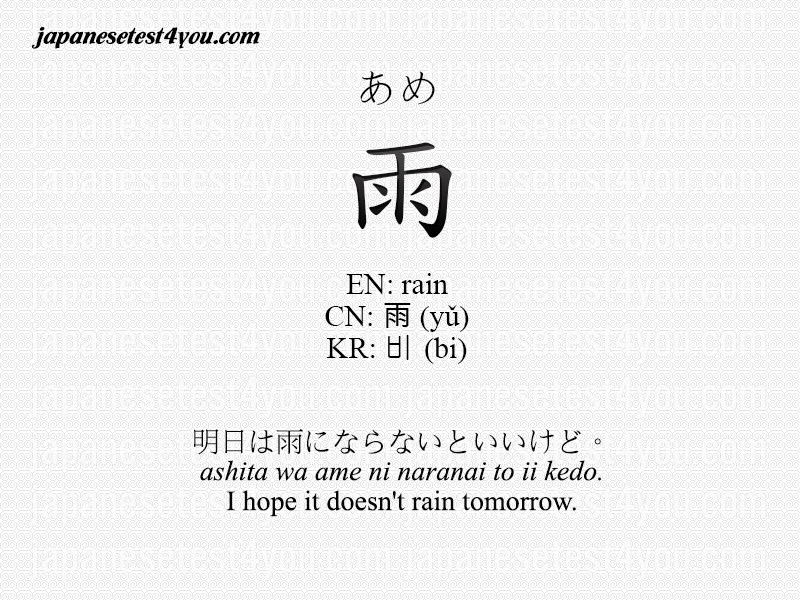 japanesetest4you.com
あめ
雨
EN: rain
CN: 雨 (yǔ)
KR: 비 (bi)
明日は雨にならないといいけど。
ashita wa ame ni naranai to ii kedo.
I hope it doesn't rain tomorrow.